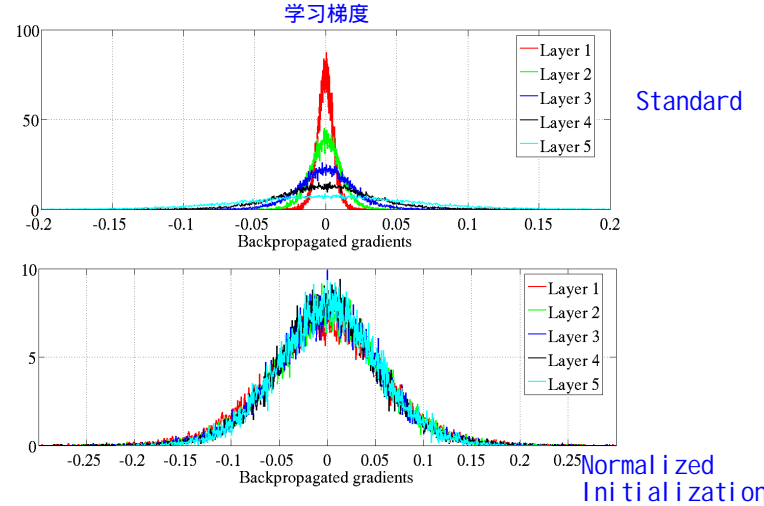 学习梯度
100
50
0
Layer 1
Layer 2
Layer 3
Layer 4
Layer 5
Standard
-0.2 -0.15 -0.1 -0.05 0 0.05 0.1 0.15 0.2
Backpropagated gradients
10
5
0
Layer 1
Layer 2
Layer 3
Layer 4
Layer 5
-0.25 -0.2 -0.15 -0.1 -0.05 0 0.05 0.1 0.15 0.2 0.25
Backpropagated gradients
Normalized
Initialization